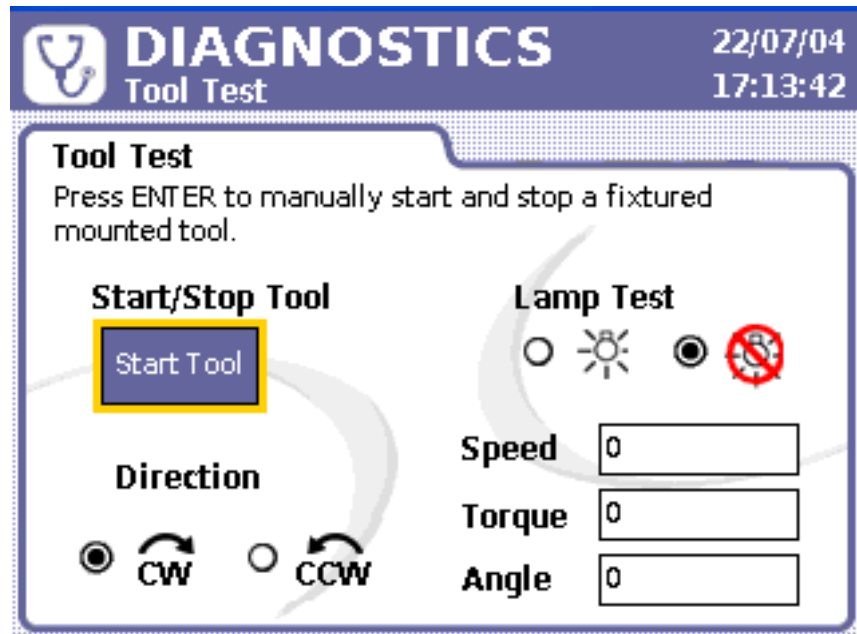 DIAGNOSTICS
Tool Test
22/07/04
17:13:42
Tool Test
Press ENTER to manually start and stop a fixtured
mounted tool.
Start/Stop Tool
Start Tool
Lamp Test
Direction
CW
CCW
Speed 0
Torque 0
Angle 0